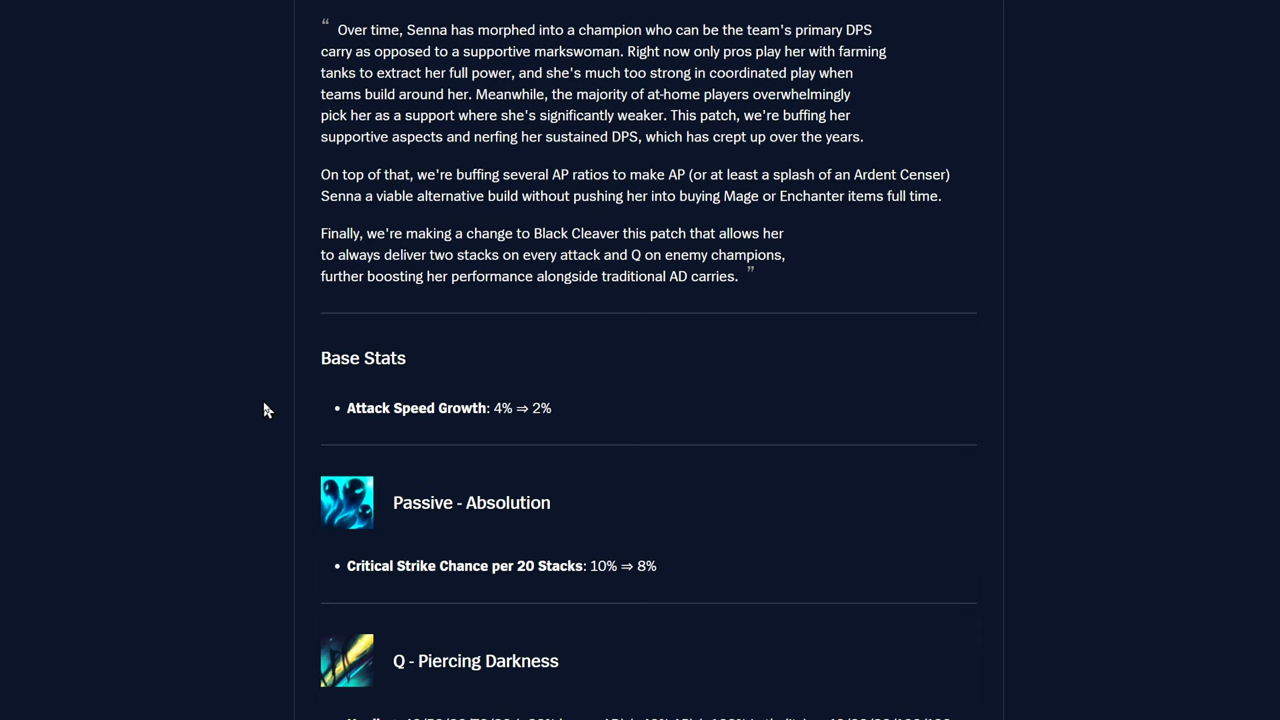 “ Over time, Senna has morphed into a champion who can be the team's primary DPS
carry as opposed to a supportive markswoman. Right now only pros play her with farming
tanks to extract her full power, and she's much too strong in coordinated play when
teams build around her. Meanwhile, the majority of at-home players overwhelmingly
pick her as a support where she's significantly weaker. This patch, we're buffing her
supportive aspects and nerfing her sustained DPS, which has crept up over the years.
On top of that, we're buffing several AP ratios to make AP (or at least a splash of an Ardent Censer)
Senna a viable alternative build without pushing her into buying Mage or Enchanter items full time.
Finally, we're making a change to Black Cleaver this patch that allows her
to always deliver two stacks on every attack and Q on enemy champions,
further boosting her performance alongside traditional AD carries. ”
Base Stats
• Attack Speed Growth: 4% ⇒ 2%
Passive - Absolution
• Critical Strike Chance per 20 Stacks: 10% ⇒ 8%
Q - Piercing Darkness